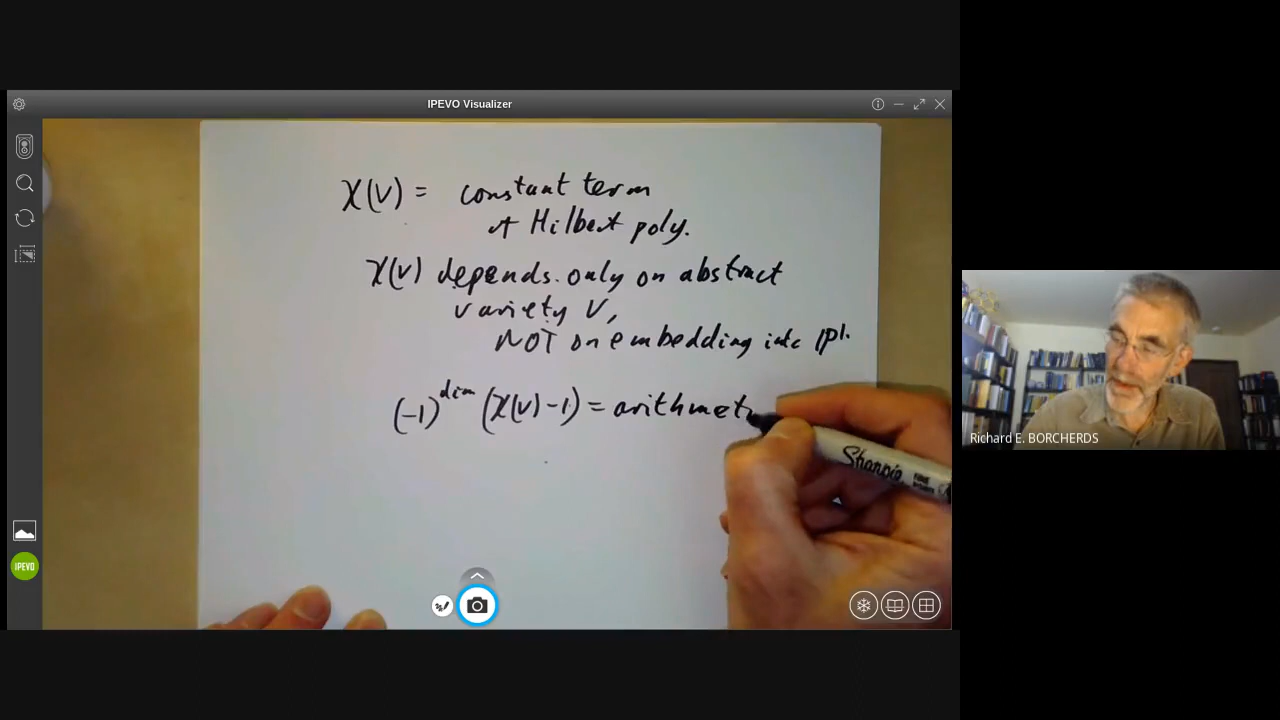 IPEVO Visualizer
χ(V) = constant term
of Hilbert poly.
χ(V) depends only on abstract
variety V,
NOT on embedding into
(-1)^dim (χ(V)-1) = arithmet
Sharpie
Richard E. BORCHERDS
IPEVO